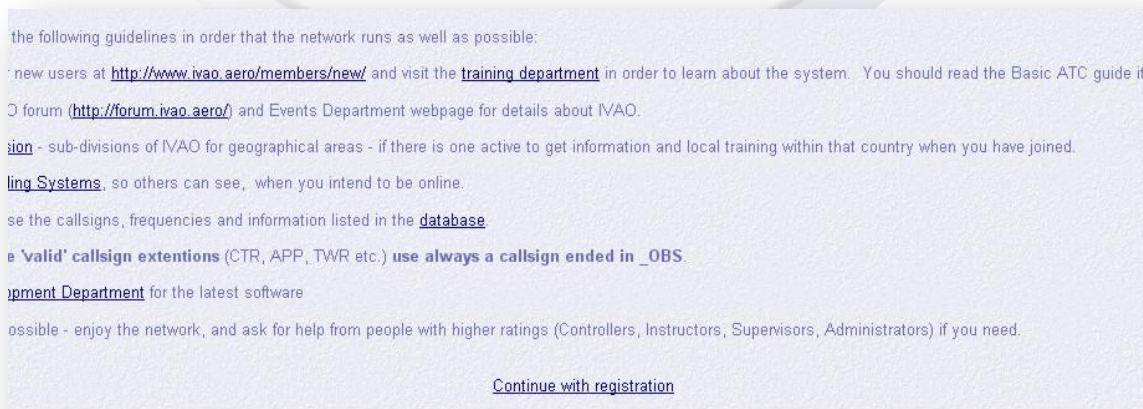 the following guidelines in order that the network runs as well as possible:
new users at http://www.ivao.aero/members/new/ and visit the training department in order to learn about the system. You should read the Basic ATC guide if
O forum (http://forum.ivao.aero/) and Events Department webpage for details about IVAO.
sion - sub-divisions of IVAO for geographical areas - if there is one active to get information and local training within that country when you have joined.
ling Systems, so others can see, when you intend to be online.
se the callsigns, frequencies and information listed in the database.
e 'valid' callsign extentions (CTR, APP, TWR etc.) use always a callsign ended in _OBS.
opment Department for the latest software
ossible - enjoy the network, and ask for help from people with higher ratings (Controllers, Instructors, Supervisors, Administrators) if you need.
Continue with registration